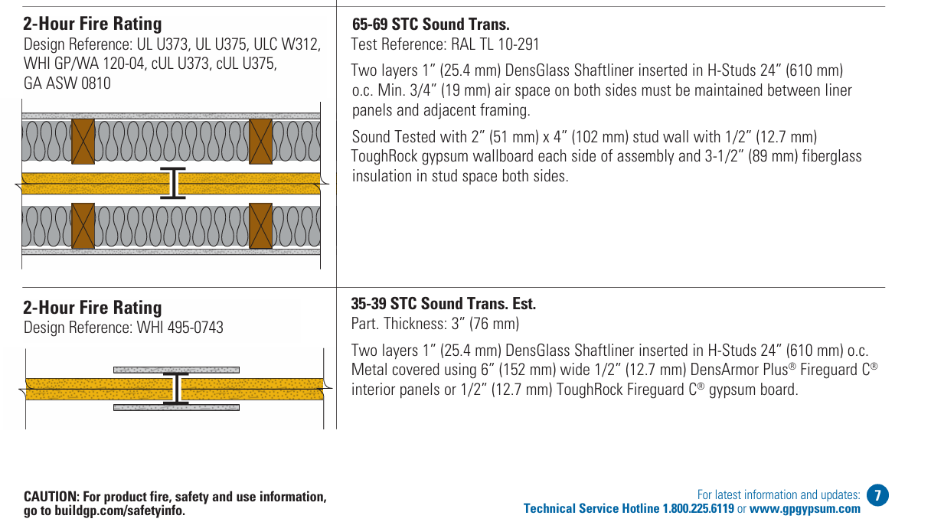 2-Hour Fire Rating
Design Reference: UL U373, UL U375, ULC W312,
WHI GP/WA 120-04, cUL U373, cUL U375,
GA ASW 0810
65-69 STC Sound Trans.
Test Reference: RAL TL 10-291
Two layers 1” (25.4 mm) DensGlass Shaftliner inserted in H-Studs 24” (610 mm)
o.c. Min. 3/4” (19 mm) air space on both sides must be maintained between liner
panels and adjacent framing.
Sound Tested with 2” (51 mm) x 4” (102 mm) stud wall with 1/2” (12.7 mm)
ToughRock gypsum wallboard each side of assembly and 3-1/2” (89 mm) fiberglass
insulation in stud space both sides.
2-Hour Fire Rating
Design Reference: WHI 495-0743
35-39 STC Sound Trans. Est.
Part. Thickness: 3” (76 mm)
Two layers 1” (25.4 mm) DensGlass Shaftliner inserted in H-Studs 24” (610 mm) o.c.
Metal covered using 6” (152 mm) wide 1/2” (12.7 mm) DensArmor Plus® Fireguard C®
interior panels or 1/2” (12.7 mm) ToughRock Fireguard C® gypsum board.
CAUTION: For product fire, safety and use information,
go to buildgp.com/safetyinfo.
For latest information and updates:
Technical Service Hotline 1.800.225.6119 or www.gpgypsum.com
7